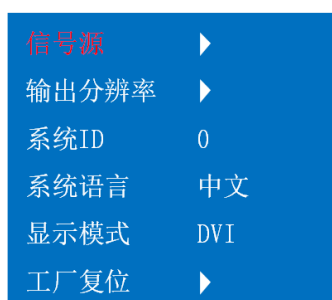 信号源
输出分辨率
系统ID 0
系统语言 中文
显示模式 DVI
工厂复位